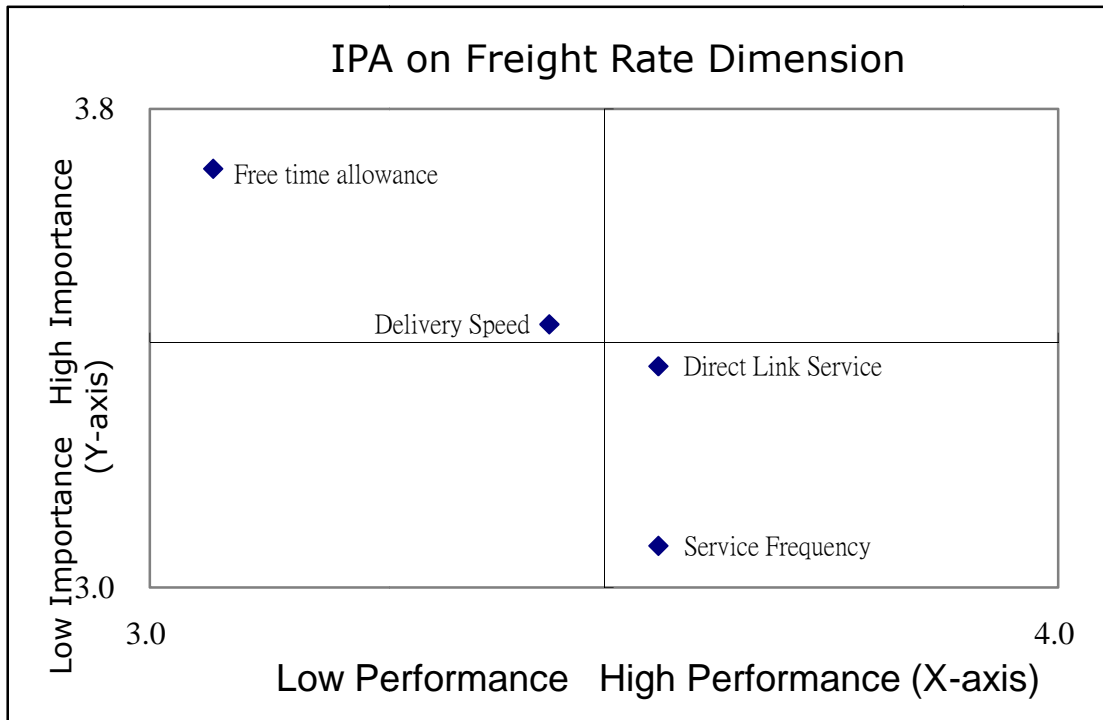 IPA on Freight Rate Dimension
3.8
Free time allowance
Delivery Speed
Direct Link Service
Service Frequency
Low Importance High Importance
(Y-axis)
3.0
3.0
4.0
Low Performance High Performance (X-axis)